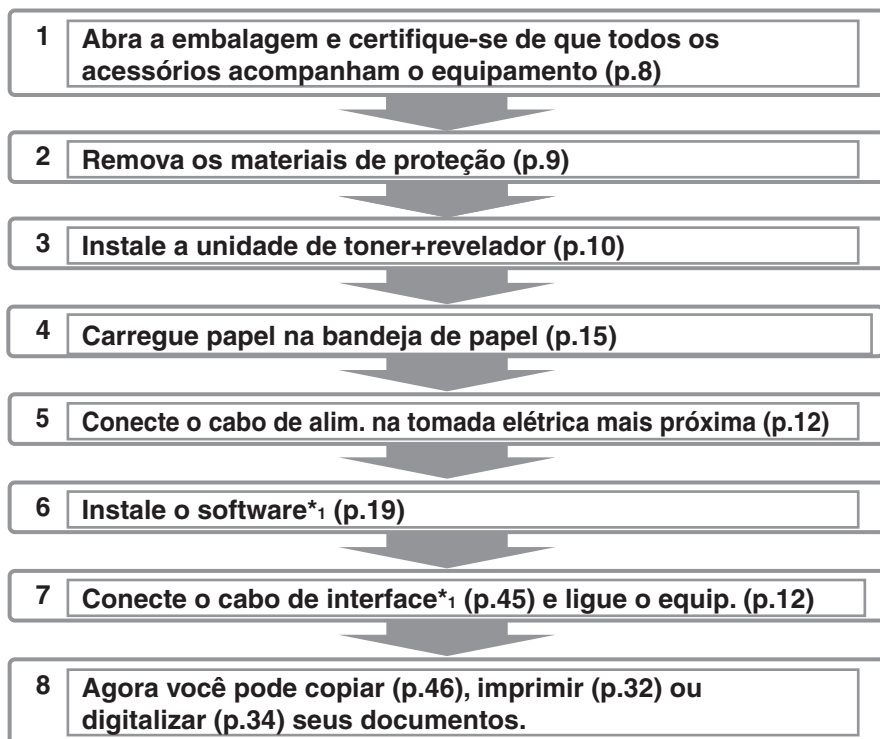 1 Abra a embalagem e certifique-se de que todos os
acessórios acompanham o equipamento (p.8)
2 Remova os materiais de proteção (p.9)
3 Instale a unidade de toner+revelador (p.10)
4 Carregue papel na bandeja de papel (p.15)
5 Conecte o cabo de alim. na tomada elétrica mais próxima (p.12)
6 Instale o software*1 (p.19)
7 Conecte o cabo de interface*1 (p.45) e ligue o equip. (p.12)
8 Agora você pode copiar (p.46), imprimir (p.32) ou
digitalizar (p.34) seus documentos.